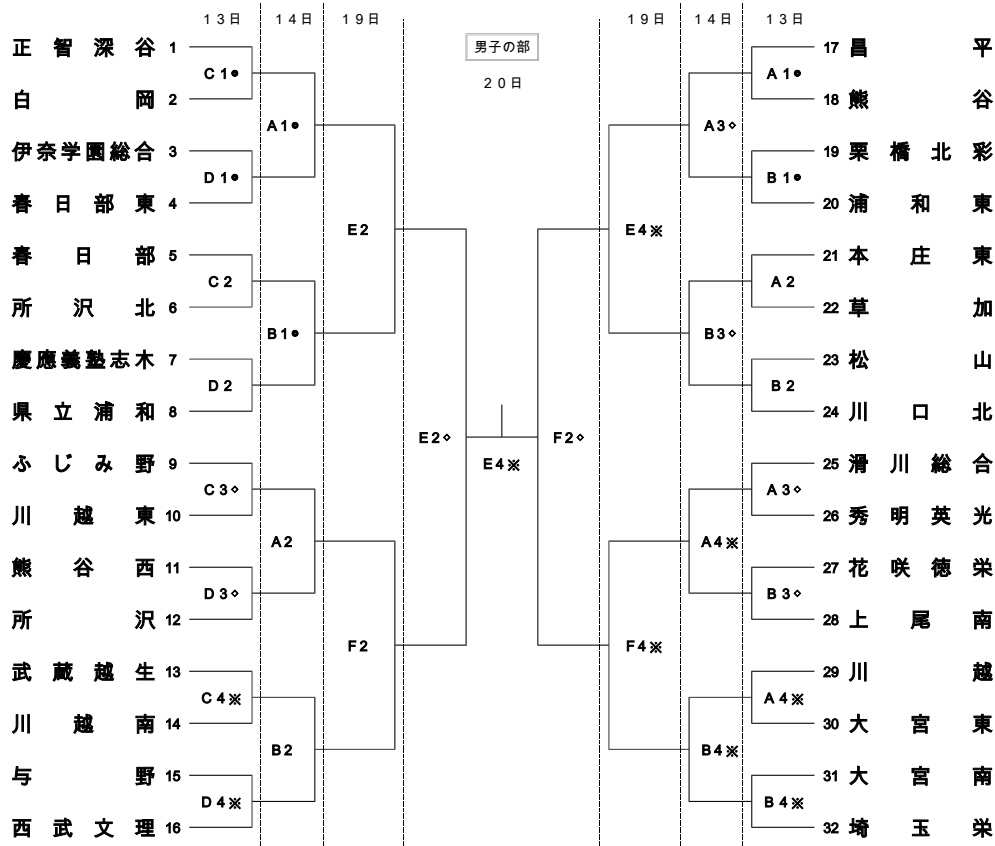 13日 14日 19日 19日 14日 13日
男子の部
20日
正智深谷 1
C1●
白岡 2
A1●
伊奈学園総合 3
D1●
春日部東 4
E2
春日部 5
C2
所沢北 6
B1●
慶應義塾志木 7
D2
県立浦和 8
E2◇
ふじみ野 9
C3◇
川越東 10
A2
熊谷西 11
D3◇
所沢 12
F2
武蔵越生 13
C4※
川越南 14
B2
与野 15
D4※
西武文理 16
E4※
17 昌平
A1●
18 熊谷
A3◇
19 栗橋北彩
B1●
20 浦和東
E4※
21 本庄東
A2
22 草加
B3◇
23 松山
B2
24 川口北
F2◇
25 滑川総合
A3◇
26 秀明英光
A4※
27 花咲徳栄
B3◇
28 上尾南
F4※
29 川越
A4※
30 大宮東
B4※
31 大宮南
B4※
32 埼玉栄